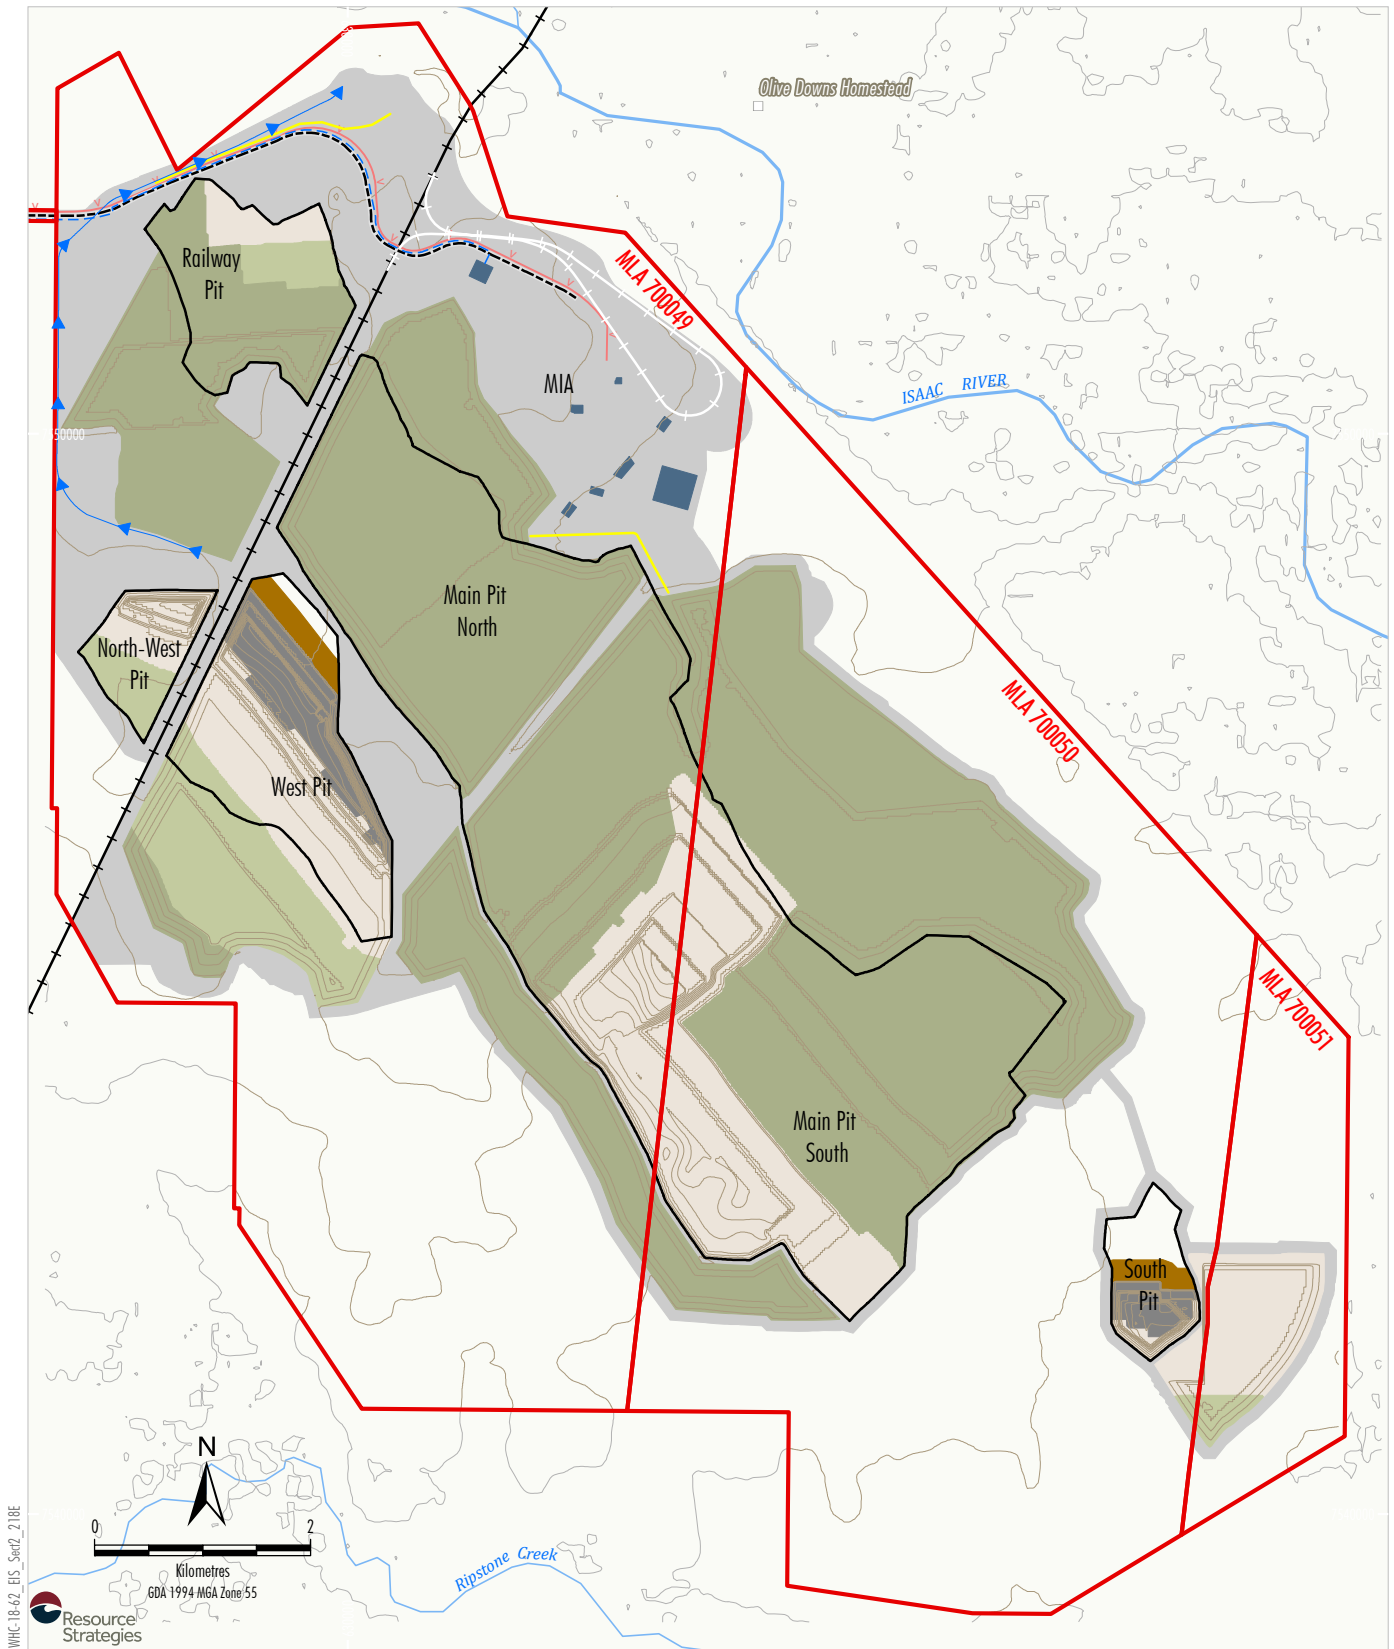 Olive Downs Homestead
Railway
Pit
MLA 700049
MIA
ISAAC RIVER
50000
Main Pit
North
North-West
Pit
MLA 700050
West Pit
MLA 700051
Main Pit
South
South
Pit
N
0 2
Kilometres
GDA 1994 MGA Zone 55
Ripstone Creek
Resource
Strategies
WHC-18-62_EIS_Sect2_218E